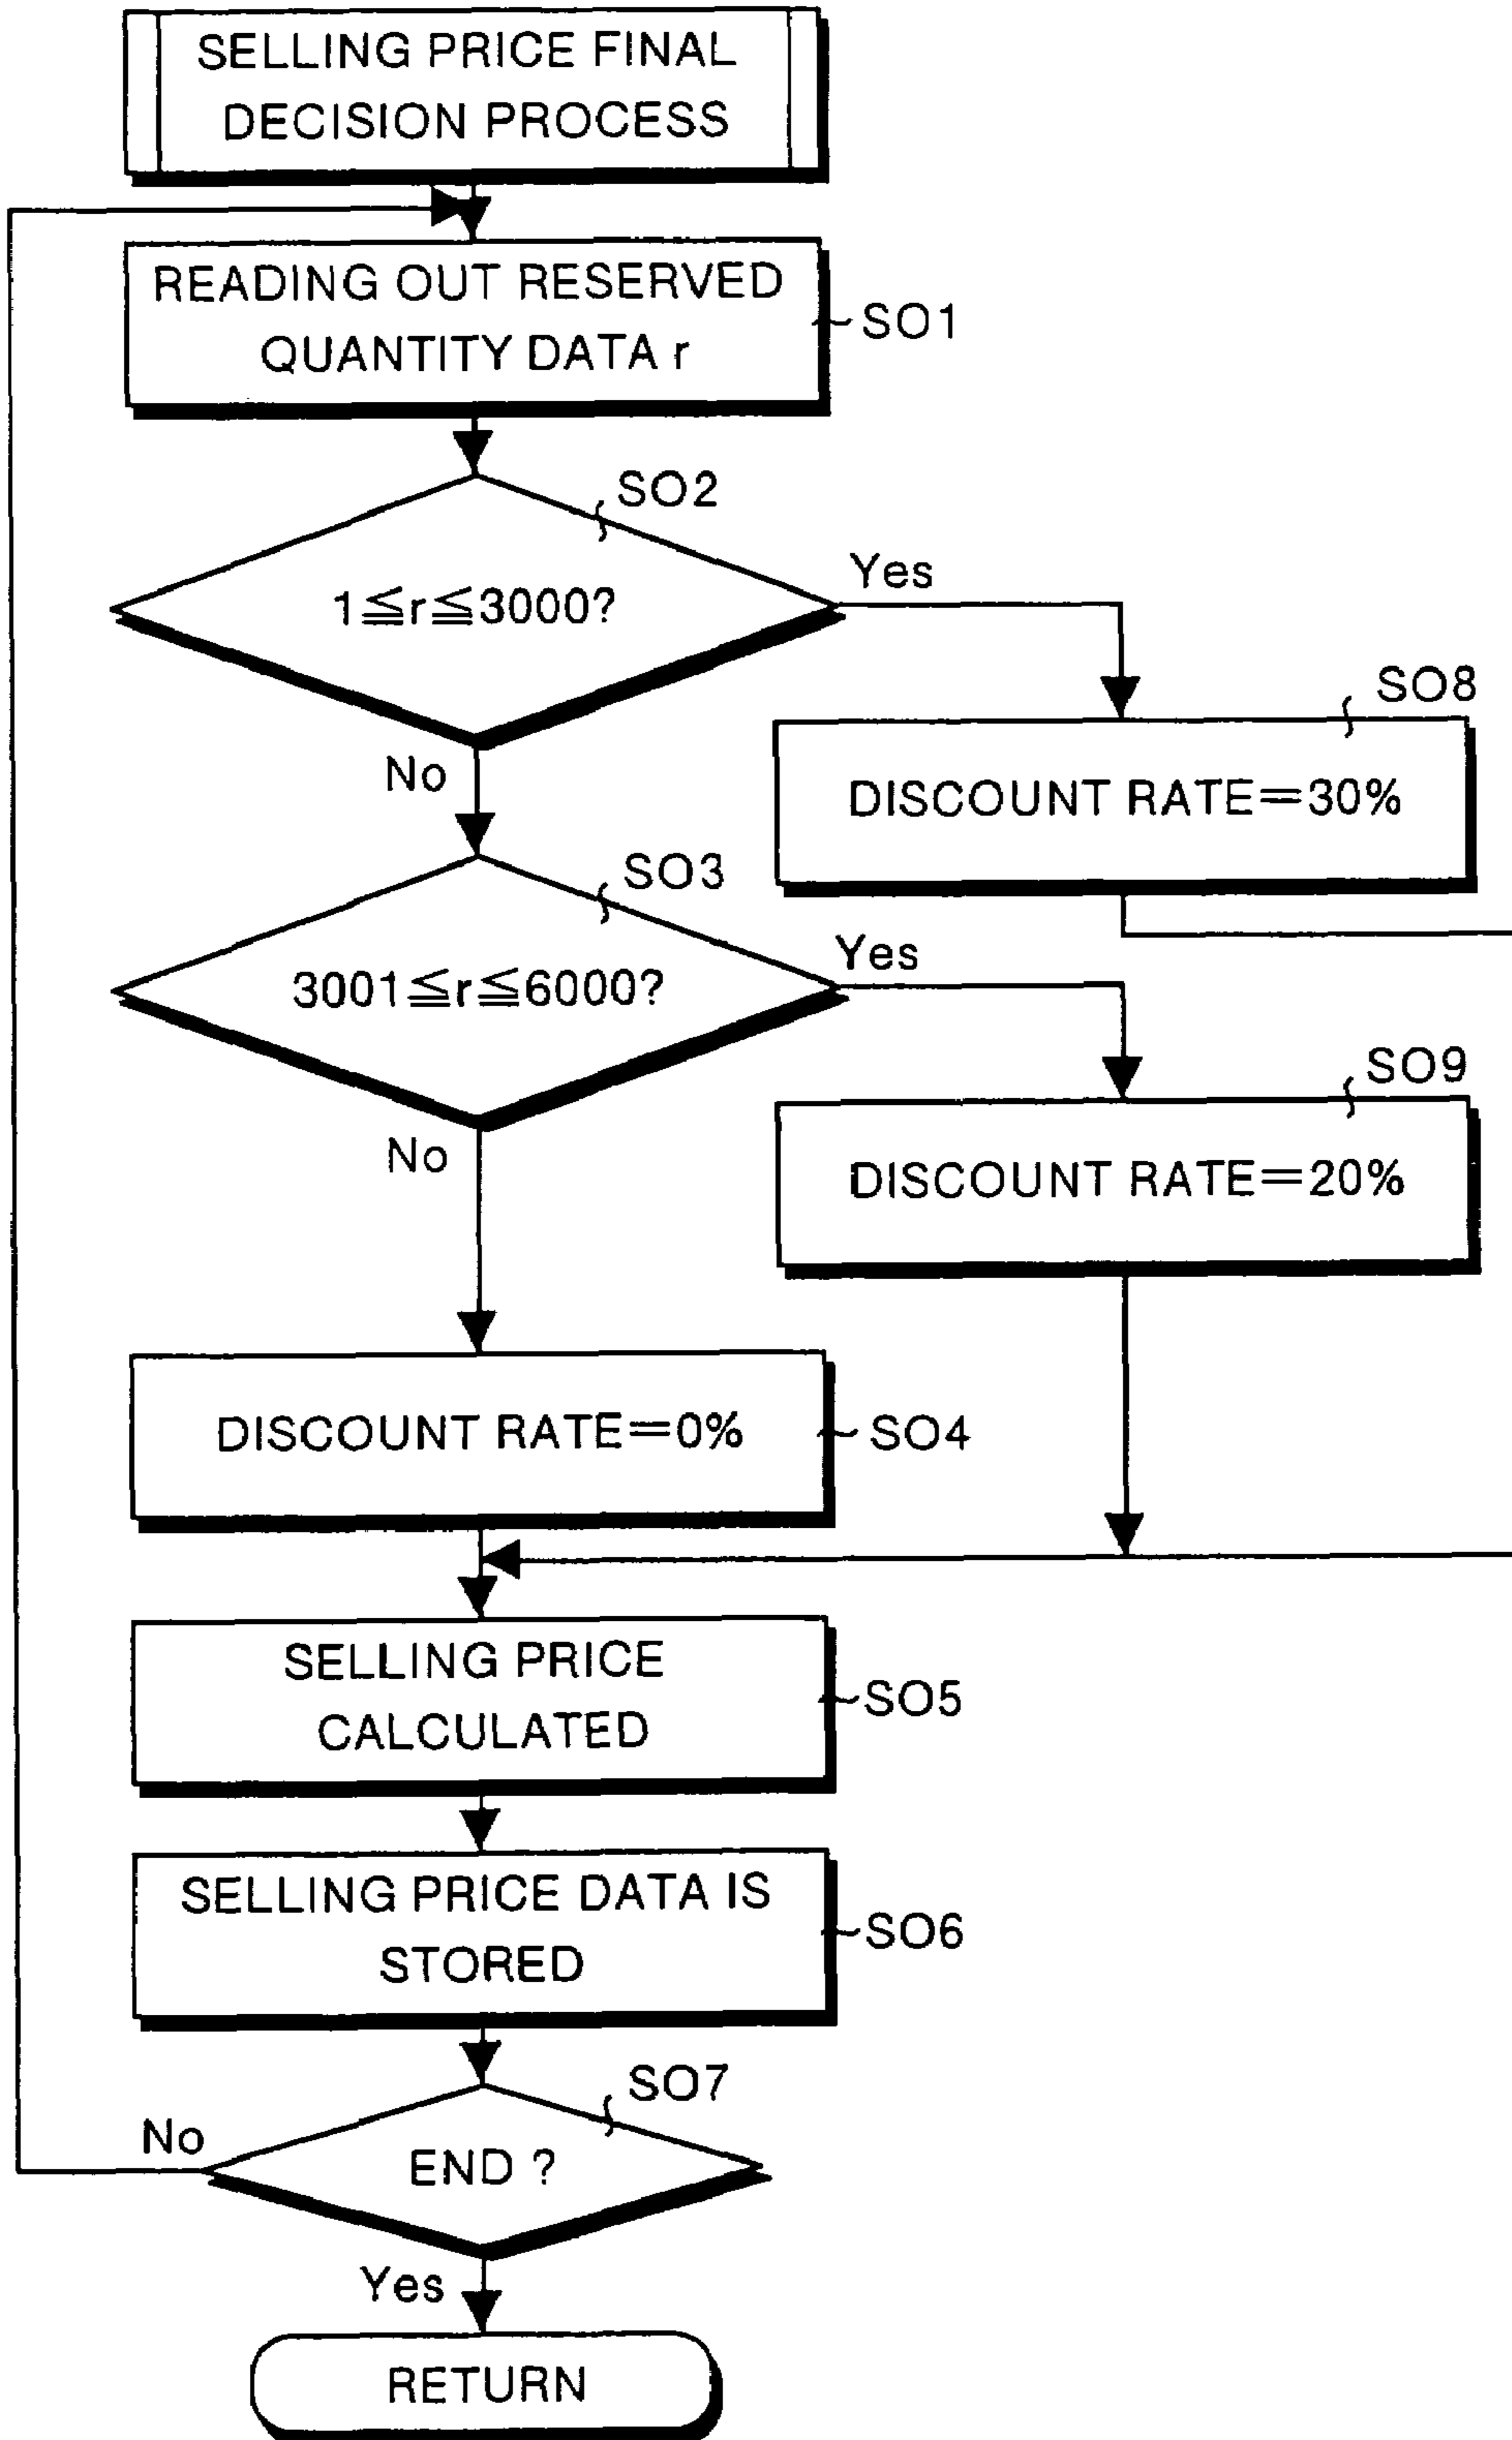 SELLING PRICE FINAL
DECISION PROCESS
READING OUT RESERVED
QUANTITY DATA r
SO1
SO2
1≦r≦3000?
Yes
No
SO8
DISCOUNT RATE=30%
SO3
3001≦r≦6000?
Yes
No
SO9
DISCOUNT RATE=20%
DISCOUNT RATE=0%
SO4
SELLING PRICE
CALCULATED
SO5
SELLING PRICE DATA IS
STORED
SO6
SO7
END ?
No
Yes
RETURN